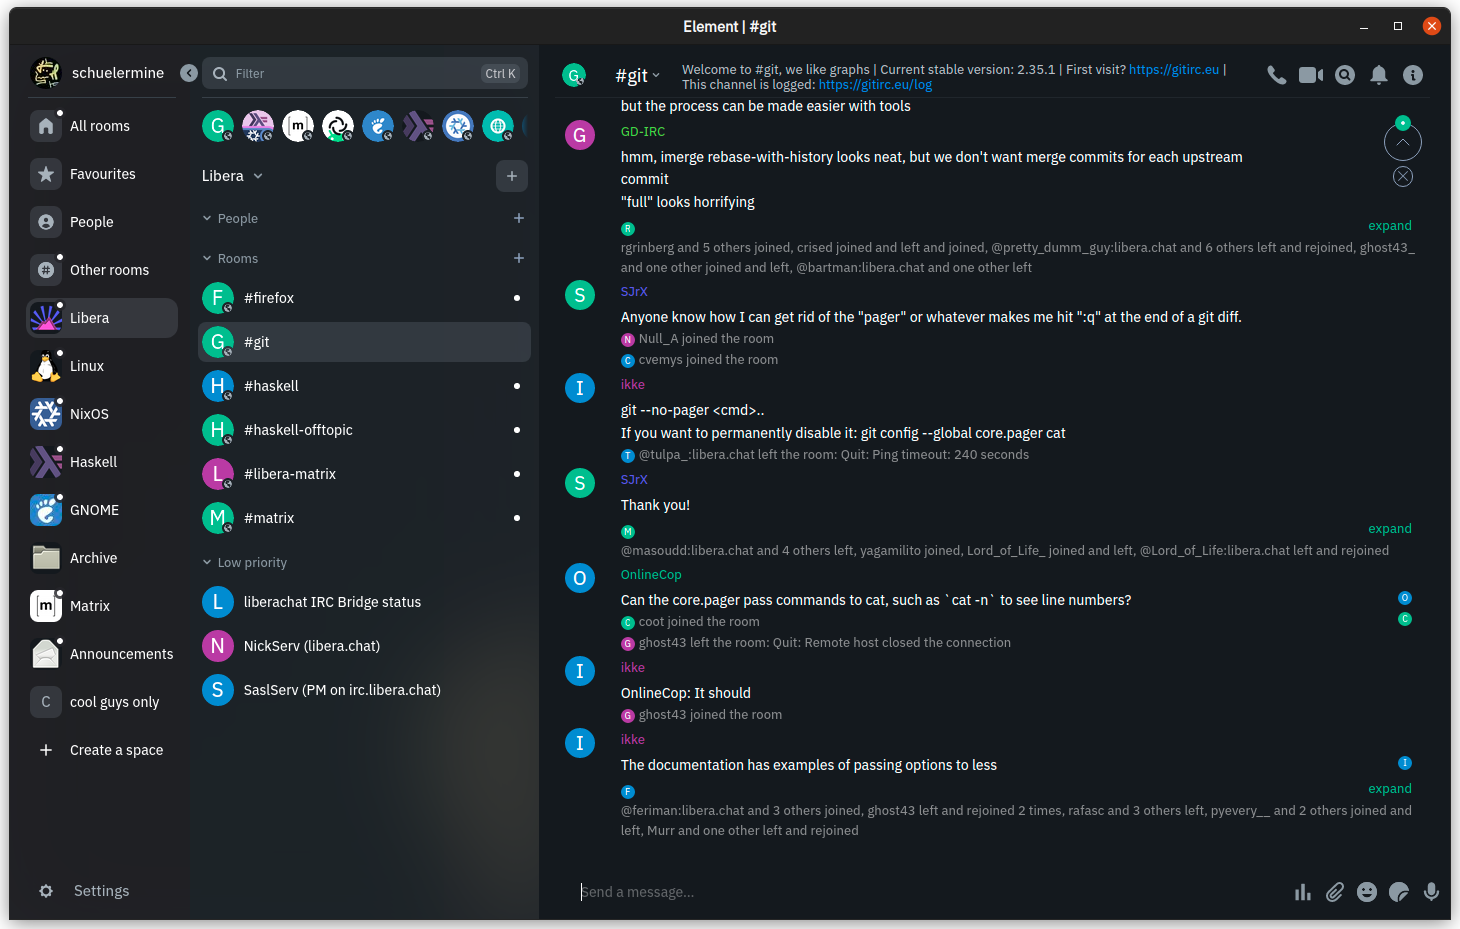 Element | #git
schuelermine
All rooms
Favourites
People
Other rooms
Libera
Linux
NixOS
Haskell
GNOME
Archive
[m]
Matrix
Announcements
C
cool guys only
Create a space
Settings
Filter
Ctrl K
G
[m]
Libera
People
Rooms
F
#firefox
G
#git
H
#haskell
H
#haskell-offtopic
L
#libera-matrix
M
#matrix
Low priority
L
liberachat IRC Bridge status
N
NickServ (libera.chat)
S
SaslServ (PM on irc.libera.chat)
G
#git
Welcome to #git, we like graphs | Current stable version: 2.35.1 | First visit? https://gitirc.eu |
This channel is logged: https://gitirc.eu/log
but the process can be made easier with tools
G
GD-IRC
hmm, imerge rebase-with-history looks neat, but we don't want merge commits for each upstream
commit
"full" looks horrifying
R
expand
rgrinberg and 5 others joined, crised joined and left and joined, @pretty_dumm_guy:libera.chat and 6 others left and rejoined, ghost43_
and one other joined and left, @bartman:libera.chat and one other left
S
SJrX
Anyone know how I can get rid of the "pager" or whatever makes me hit ":q" at the end of a git diff.
N Null_A joined the room
C cvemys joined the room
I
ikke
git --no-pager <cmd>..
If you want to permanently disable it: git config --global core.pager cat
T @tulpa_:libera.chat left the room: Quit: Ping timeout: 240 seconds
S
SJrX
Thank you!
M
expand
@masoudd:libera.chat and 4 others left, yagamilito joined, Lord_of_Life_ joined and left, @Lord_of_Life:libera.chat left and rejoined
O
OnlineCop
Can the core.pager pass commands to cat, such as `cat -n` to see line numbers?
O
C coot joined the room
C
G ghost43 left the room: Quit: Remote host closed the connection
I
ikke
OnlineCop: It should
G ghost43 joined the room
I
ikke
The documentation has examples of passing options to less
I
F
expand
@feriman:libera.chat and 3 others joined, ghost43 left and rejoined 2 times, rafasc and 3 others left, pyevery__ and 2 others joined and
left, Murr and one other left and rejoined
Send a message...